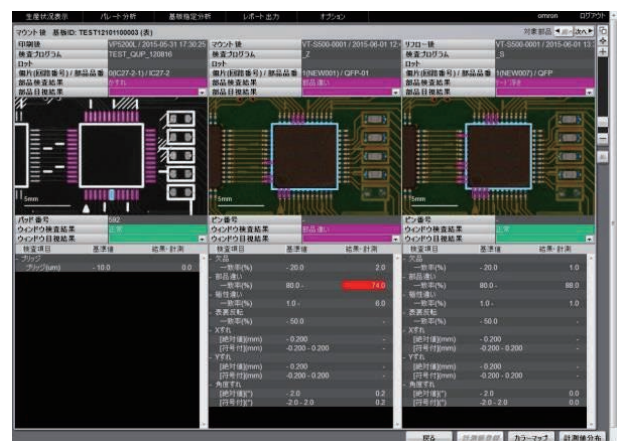 生産状況表示 パレート分析 基板指定分析 レポート出力 オプション omron ログアウト
マウント後 基板ID: TEST12101100003 (表) 対象部品 次へ
印刷後 VP5200L / 2015-05-31 17:30:25 マウント後 VT-S500-0001 / 2015-06-01 12: リフロー後 VT-S500-0001 / 2015-06-01 13:
検査プログラム TEST_QUP_120816 検査プログラム _Z 検査プログラム _S
ロット ロット ロット
個片(回路番号) / 部品品番 0(IC27-2-1) / IC27-2 個片(回路番号) / 部品品番 1(NEW001) / QFP-01 個片(回路番号) / 部品品番 1(NEW007) / QFP
部品検査結果 かすれ 部品検査結果 部品違い 部品検査結果
部品目視結果 部品目視結果 部品目視結果
5mm 5mm 5mm
パッド番号 592 ピン番号 - ピン番号 -
ウィンドウ検査結果 正常 ウィンドウ検査結果 部品違い ウィンドウ検査結果 正常
ウィンドウ目視結果 ウィンドウ目視結果 ウィンドウ目視結果
検査項目 基準値 結果・計測 検査項目 基準値 結果・計測 検査項目 基準値 結果・計測
- ブリッジ - 欠品 - 欠品
ブリッジ(um) - 10.0 0.0 一致率(%) - 20.0 2.0 一致率(%) - 20.0 1.0
- 部品違い - 部品違い
一致率(%) 80.0 - 74.0 一致率(%) 80.0 - 88.0
- 極性違い - 極性違い
一致率(%) 1.0 - 6.0 一致率(%) 1.0 - 1.0
- 表裏反転 - 表裏反転
一致率(%) - 50.0 - 一致率(%) - 50.0 -
- Xずれ - Xずれ
[絶対値](mm) - 0.200 - [絶対値](mm) - 0.200 -
[符号付](mm) -0.200 - 0.200 - [符号付](mm) -0.200 - 0.200 -
- Yずれ - Yずれ
[絶対値](mm) - 0.200 - [絶対値](mm) - 0.200 -
[符号付](mm) -0.200 - 0.200 - [符号付](mm) -0.200 - 0.200 -
- 角度ずれ - 角度ずれ
[絶対値](°) - 2.0 0.2 [絶対値](°) - 2.0 0.0
[符号付](°) -2.0 - 2.0 0.2 [符号付](°) -2.0 - 2.0 0.0
戻る カラーマップ 計測値分布